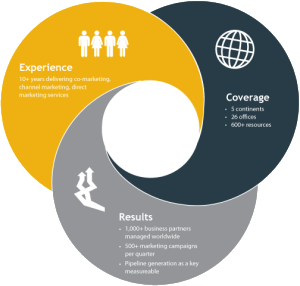 Experience
10+ years delivering co-marketing,
channel marketing, direct
marketing services
Coverage
• 5 continents
• 26 offices
• 600+ resources
Results
• 1,000+ business partners
managed worldwide
• 500+ marketing campaigns
per quarter
• Pipeline generation as a key
measureable